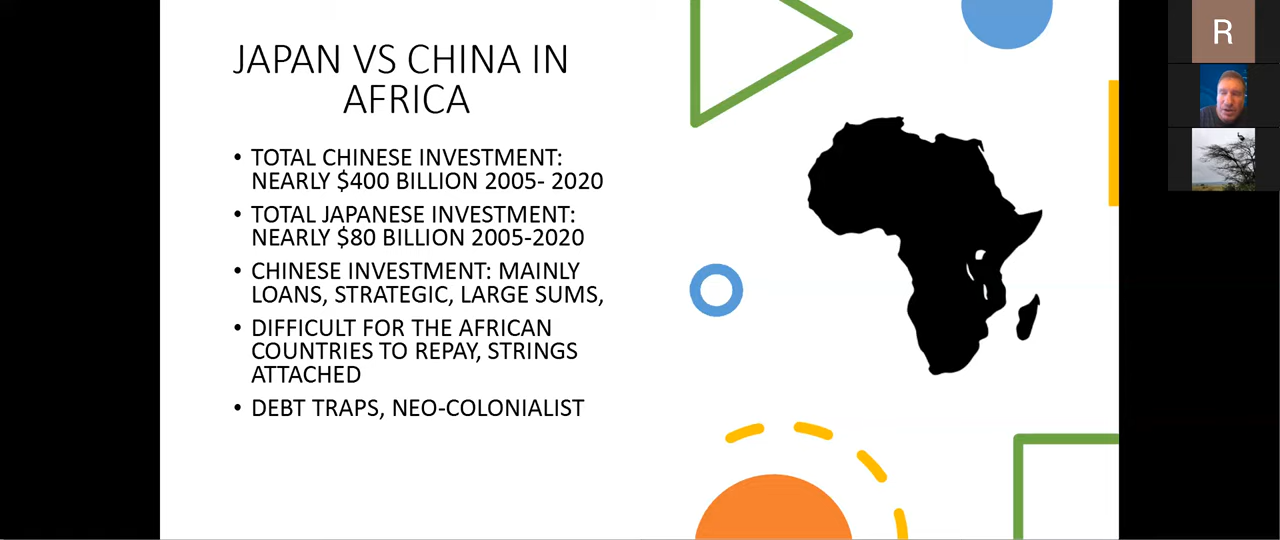 JAPAN VS CHINA IN
AFRICA
• TOTAL CHINESE INVESTMENT:
NEARLY $400 BILLION 2005- 2020
• TOTAL JAPANESE INVESTMENT:
NEARLY $80 BILLION 2005-2020
• CHINESE INVESTMENT: MAINLY
LOANS, STRATEGIC, LARGE SUMS,
• DIFFICULT FOR THE AFRICAN
COUNTRIES TO REPAY, STRINGS
ATTACHED
• DEBT TRAPS, NEO-COLONIALIST
R